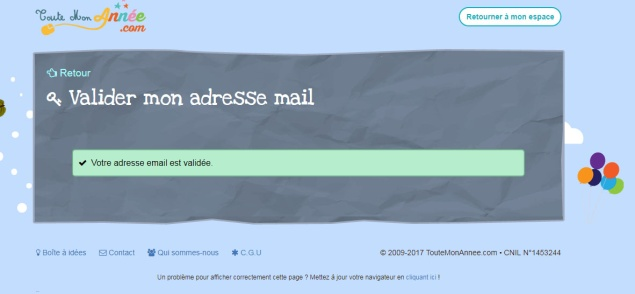 Toute Mon Année
.com
Retourner à mon espace
Retour
Valider mon adresse mail
Votre adresse email est validée.
Boîte à idées Contact Qui sommes-nous C.G.U © 2009-2017 TouteMonAnnee.com • CNIL N°1453244
Un problème pour afficher correctement cette page ? Mettez à jour votre navigateur en cliquant ici !